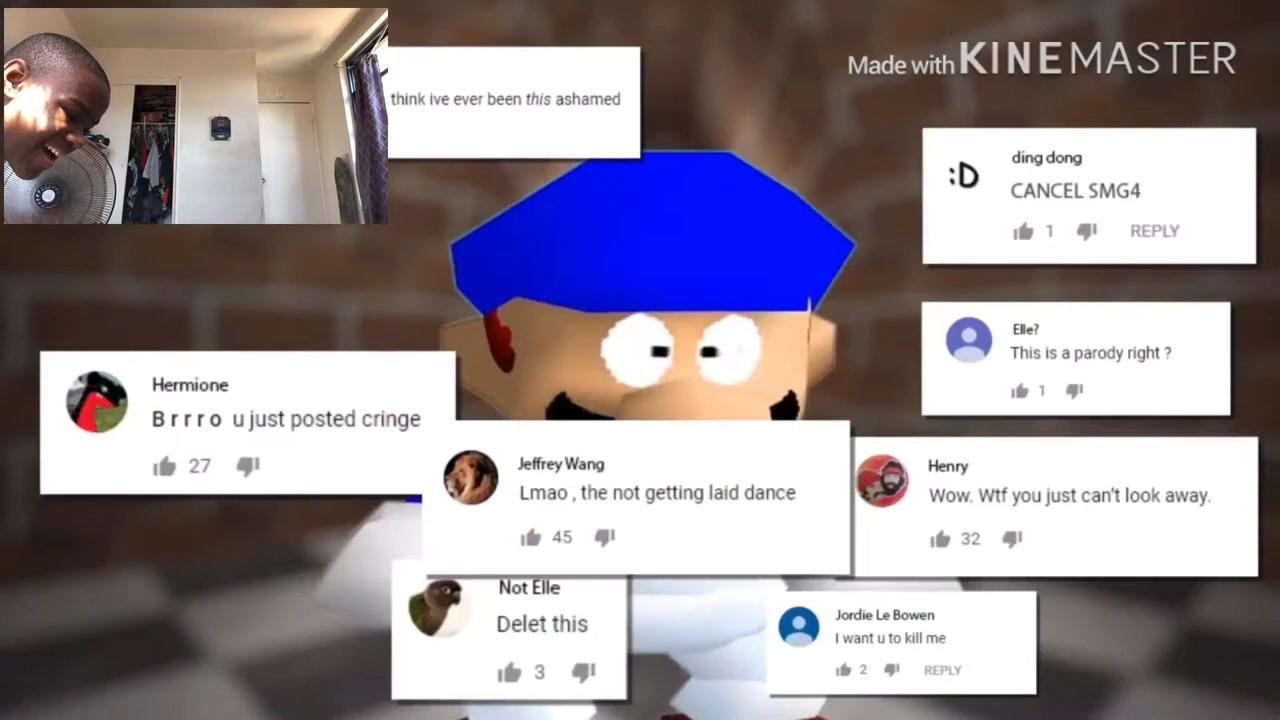 Made with KINEMASTER
think ive ever been this ashamed
ding dong
:D
CANCEL SMG4
1 REPLY
Elle?
This is a parody right ?
1
Hermione
Brrro u just posted cringe
27
Jeffrey Wang
Lmao , the not getting laid dance
45
Henry
Wow. Wtf you just can't look away.
32
Not Elle
Delet this
3
Jordie Le Bowen
I want u to kill me
2 REPLY